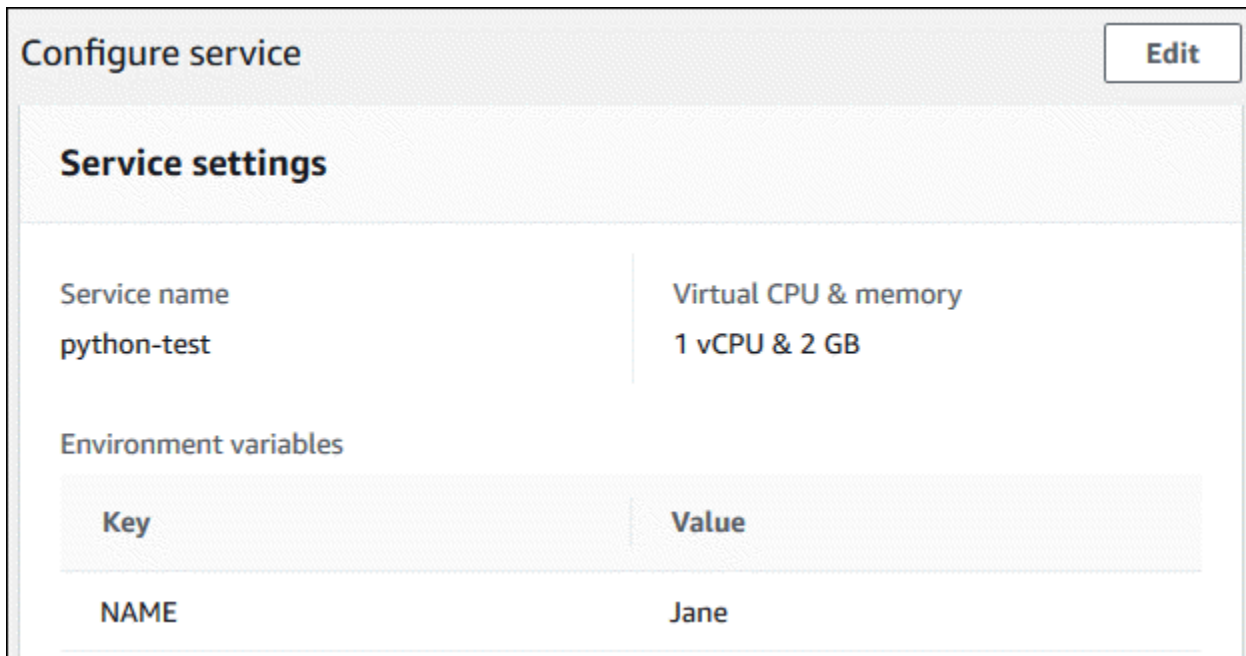 Configure service
Edit
Service settings
Service name
Virtual CPU & memory
python-test
1 vCPU & 2 GB
Environment variables
Key
Value
NAME
Jane